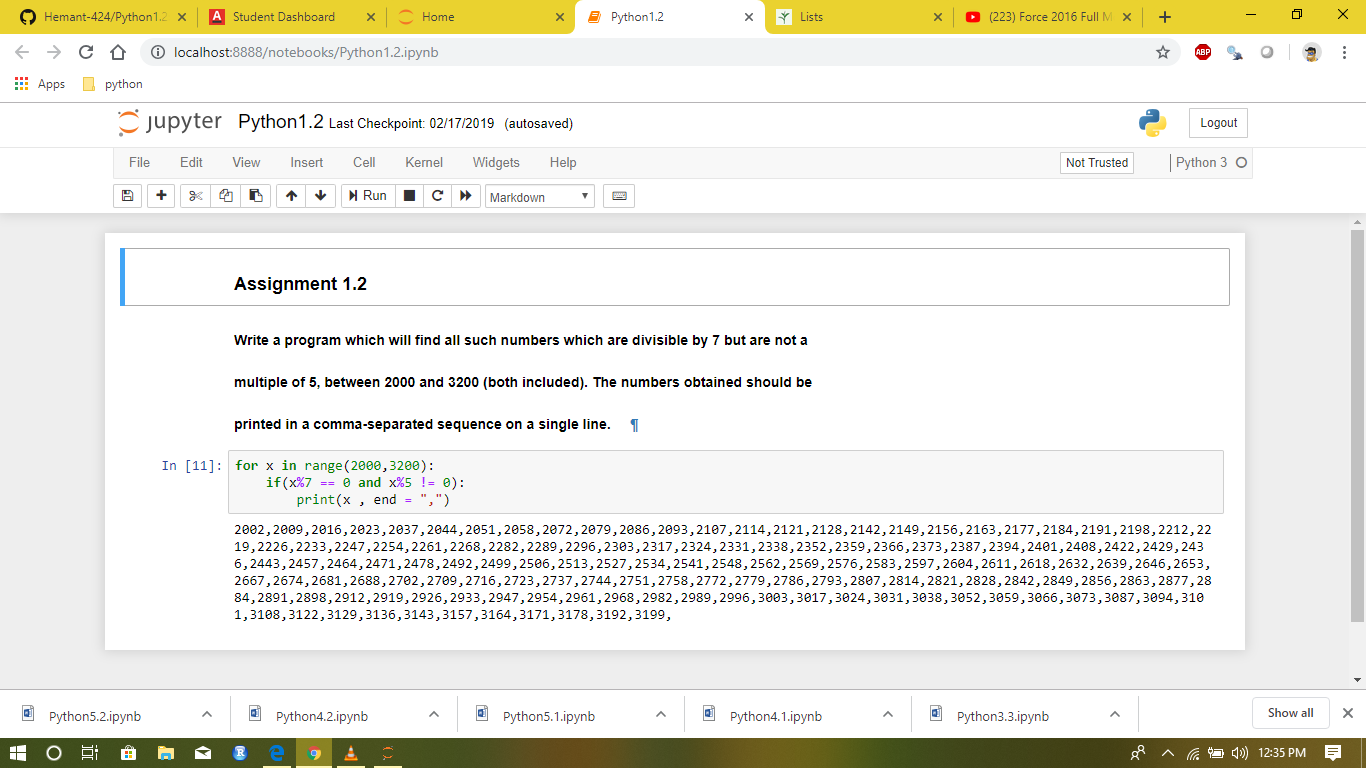 Hemant-424/Python1.2
Student Dashboard
Home
Python1.2
Lists
(223) Force 2016 Full M
localhost:8888/notebooks/Python1.2.ipynb
ABP
Apps
python
jupyter Python1.2 Last Checkpoint: 02/17/2019 (autosaved)
Logout
File Edit View Insert Cell Kernel Widgets Help
Not Trusted
Python 3
Run
Markdown
Assignment 1.2
Write a program which will find all such numbers which are divisible by 7 but are not a
multiple of 5, between 2000 and 3200 (both included). The numbers obtained should be
printed in a comma-separated sequence on a single line. ¶
In [11]:
for x in range(2000,3200):
    if(x%7 == 0 and x%5 != 0):
        print(x , end = ",")
2002,2009,2016,2023,2037,2044,2051,2058,2072,2079,2086,2093,2107,2114,2121,2128,2142,2149,2156,2163,2177,2184,2191,2198,2212,22
19,2226,2233,2247,2254,2261,2268,2282,2289,2296,2303,2317,2324,2331,2338,2352,2359,2366,2373,2387,2394,2401,2408,2422,2429,243
6,2443,2457,2464,2471,2478,2492,2499,2506,2513,2527,2534,2541,2548,2562,2569,2576,2583,2597,2604,2611,2618,2632,2639,2646,2653,
2667,2674,2681,2688,2702,2709,2716,2723,2737,2744,2751,2758,2772,2779,2786,2793,2807,2814,2821,2828,2842,2849,2856,2863,2877,28
84,2891,2898,2912,2919,2926,2933,2947,2954,2961,2968,2982,2989,2996,3003,3017,3024,3031,3038,3052,3059,3066,3073,3087,3094,310
1,3108,3122,3129,3136,3143,3157,3164,3171,3178,3192,3199,
Python5.2.ipynb
Python4.2.ipynb
Python5.1.ipynb
Python4.1.ipynb
Python3.3.ipynb
Show all
12:35 PM